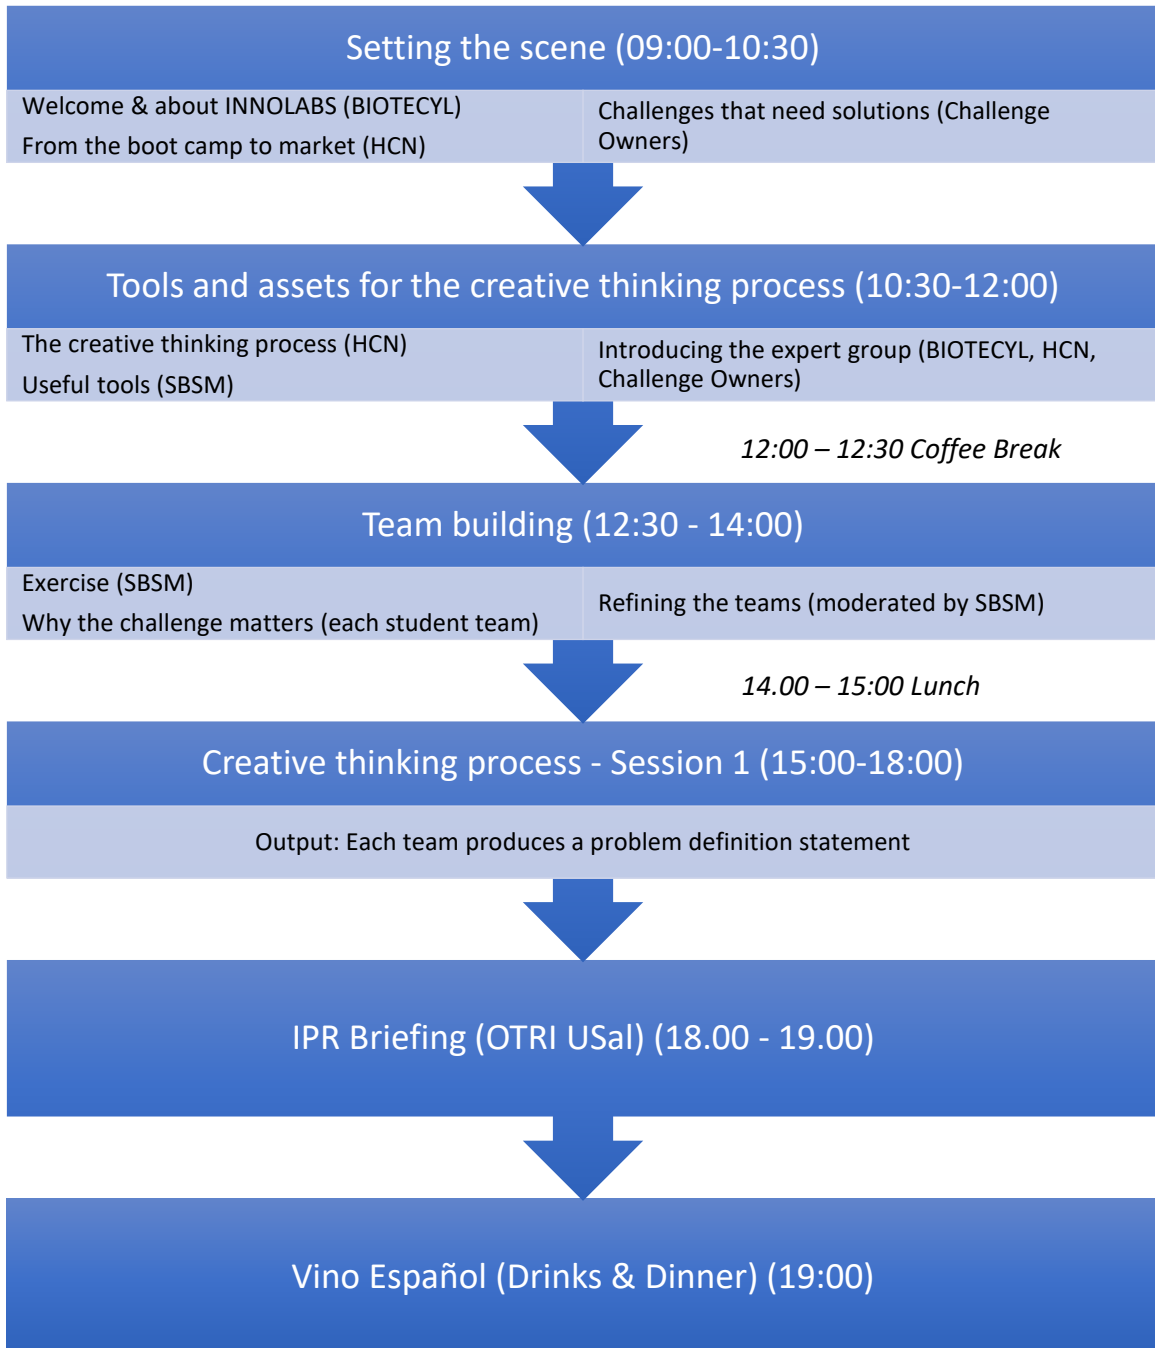 Setting the scene (09:00-10:30)
Welcome & about INNOLABS (BIOTECYL)
From the boot camp to market (HCN)
Challenges that need solutions (Challenge
Owners)
Tools and assets for the creative thinking process (10:30-12:00)
The creative thinking process (HCN)
Useful tools (SBSM)
Introducing the expert group (BIOTECYL, HCN,
Challenge Owners)
12:00 – 12:30 Coffee Break
Team building (12:30 - 14:00)
Exercise (SBSM)
Why the challenge matters (each student team)
Refining the teams (moderated by SBSM)
14.00 – 15:00 Lunch
Creative thinking process - Session 1 (15:00-18:00)
Output: Each team produces a problem definition statement
IPR Briefing (OTRI USal) (18.00 - 19.00)
Vino Español (Drinks & Dinner) (19:00)